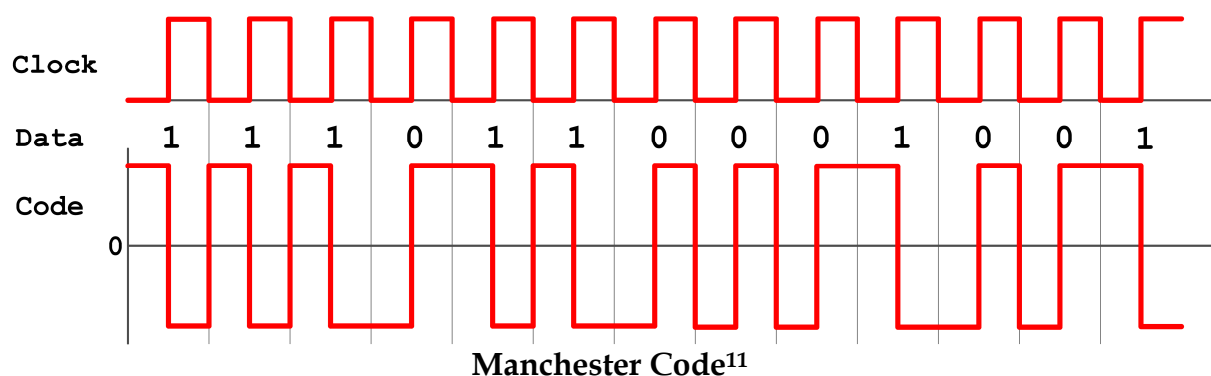 Clock
Data 1 1 1 0 1 1 0 0 0 1 0 0 1
Code
0
Manchester Code¹¹